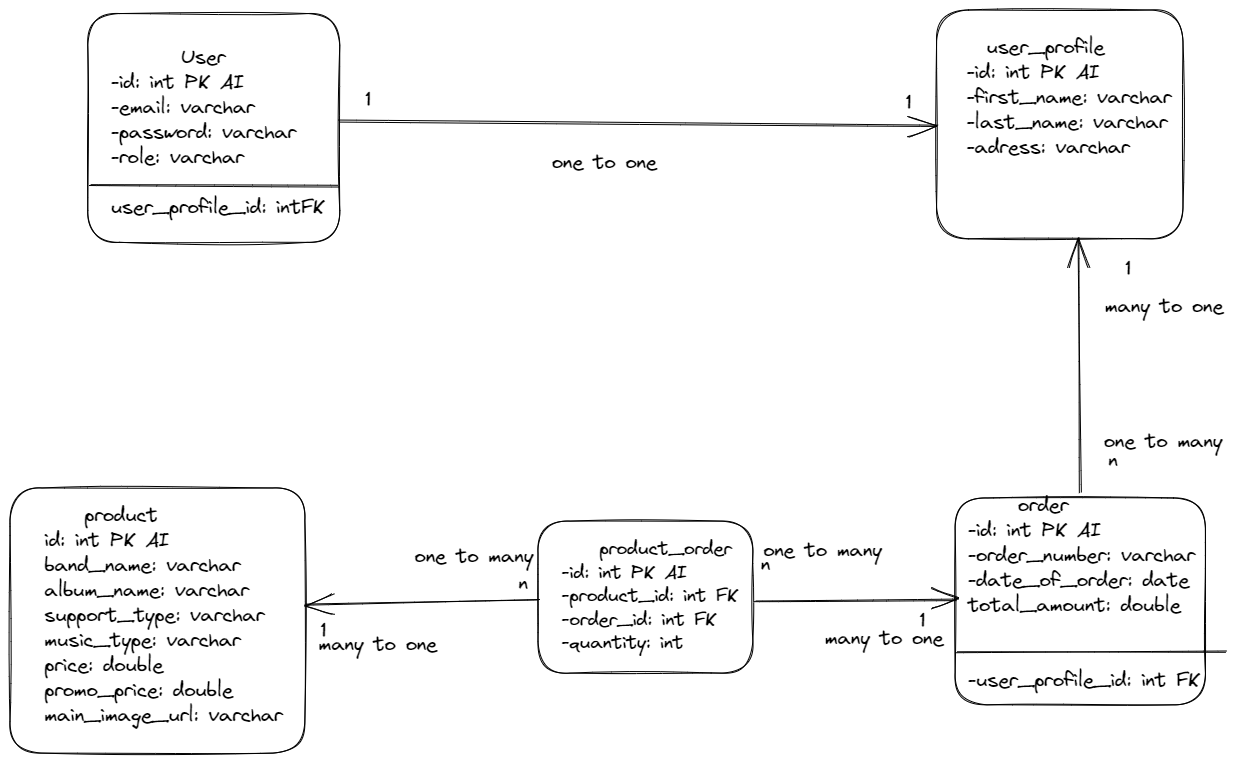 User
-id: int PK AI
-email: varchar
-password: varchar
-role: varchar
user_profile_id: intFK
1
1
one to one
user_profile
-id: int PK AI
-first_name: varchar
-last_name: varchar
-adress: varchar
1
many to one
one to many
n
product
id: int PK AI
band_name: varchar
album_name: varchar
support_type: varchar
music_type: varchar
price: double
promo_price: double
main_image_url: varchar
one to many
n
1
many to one
product_order
-id: int PK AI
-product_id: int FK
-order_id: int FK
-quantity: int
one to many
n
1
many to one
order
-id: int PK AI
-order_number: varchar
-date_of_order: date
total_amount: double
-user_profile_id: int FK